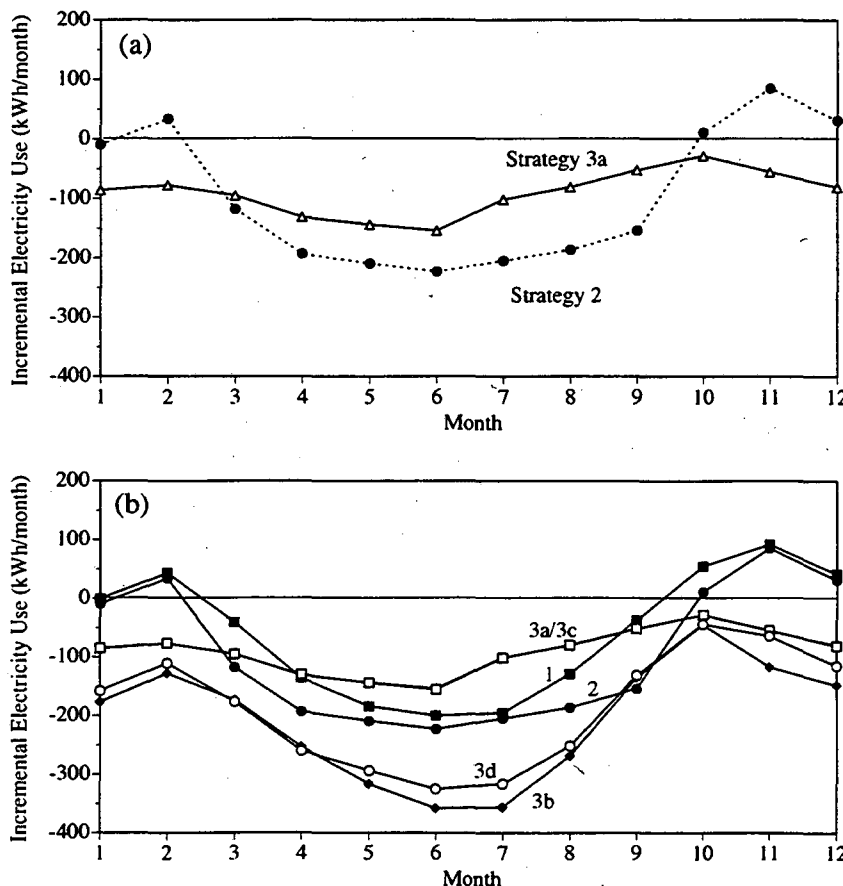 (a)
Incremental Electricity Use (kWh/month)
200
100
0
-100
-200
-300
-400
Strategy 3a
Strategy 2
1 2 3 4 5 6 7 8 9 10 11 12
Month
(b)
Incremental Electricity Use (kWh/month)
200
100
0
-100
-200
-300
-400
3a/3c
1
2
3d
3b
1 2 3 4 5 6 7 8 9 10 11 12
Month